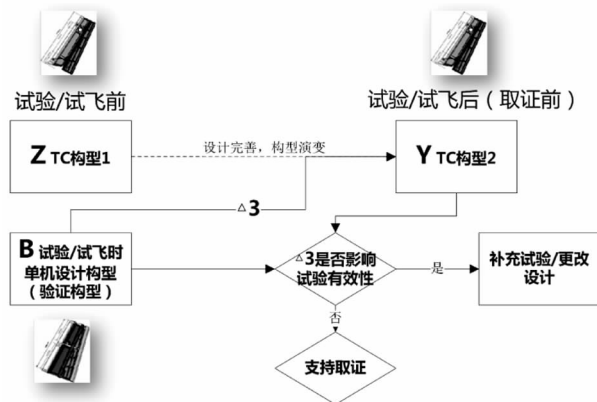 试验/试飞前
试验/试飞后（取证前）
Z TC构型1
设计完善，构型演变
Y TC构型2
△3
B 试验/试飞时
单机设计构型
（验证构型）
△3是否影响
试验有效性
是
补充试验/更改
设计
否
支持取证